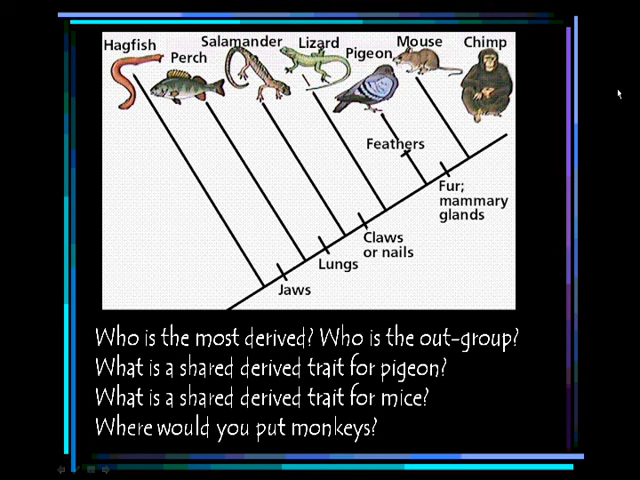 Hagfish
Perch
Salamander
Lizard
Pigeon
Mouse
Chimp
Feathers
Fur;
mammary
glands
Claws
or nails
Lungs
Jaws
Who is the most derived? Who is the out-group?
What is a shared derived trait for pigeon?
What is a shared derived trait for mice?
Where would you put monkeys?